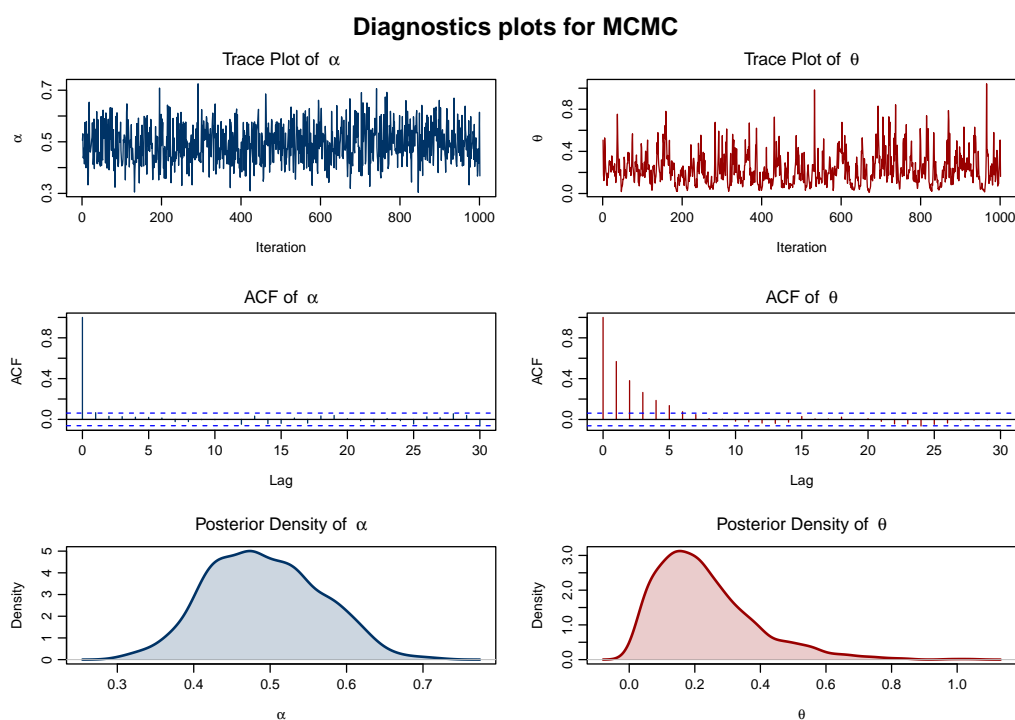 Diagnostics plots for MCMC
Trace Plot of α
α
0.3 0.5 0.7
0 200 400 600 800 1000
Iteration
Trace Plot of θ
θ
0.0 0.4 0.8
0 200 400 600 800 1000
Iteration
ACF of α
ACF
0.0 0.4 0.8
0 5 10 15 20 25 30
Lag
ACF of θ
ACF
0.0 0.4 0.8
0 5 10 15 20 25 30
Lag
Posterior Density of α
Density
0 1 2 3 4 5
0.3 0.4 0.5 0.6 0.7
α
Posterior Density of θ
Density
0.0 1.0 2.0 3.0
0.0 0.2 0.4 0.6 0.8 1.0
θ